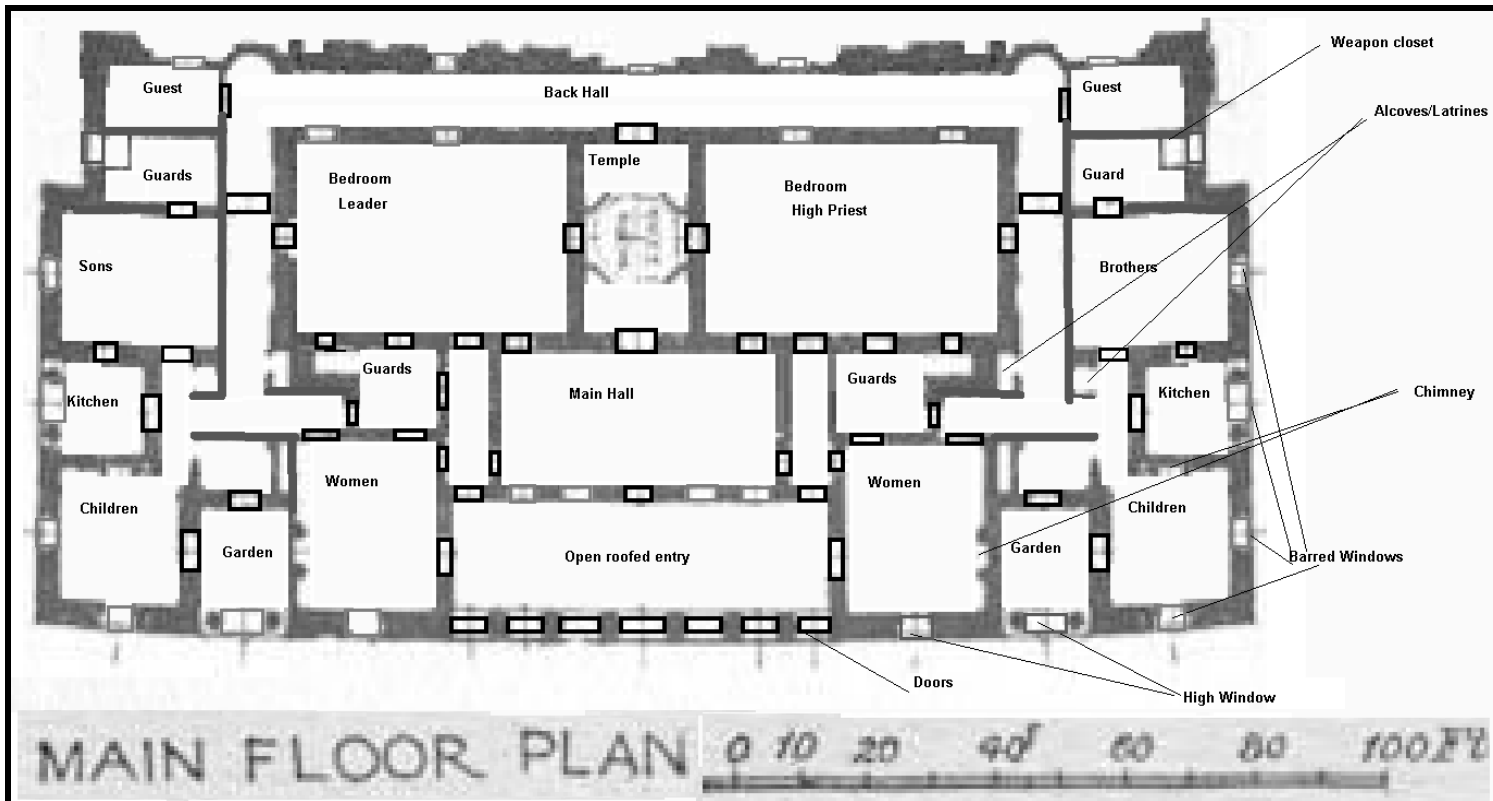 Weapon closet
Guest
Back Hall
Guest
Alcoves/Latrines
Temple
Guards
Bedroom
Leader
Bedroom
High Priest
Guard
Sons
Brothers
Guards
Main Hall
Guards
Kitchen
Kitchen
Chimney
Women
Women
Children
Children
Garden
Open roofed entry
Garden
Barred Windows
Doors
High Window
MAIN FLOOR PLAN
0 10 20 40 60 80 100 Ft